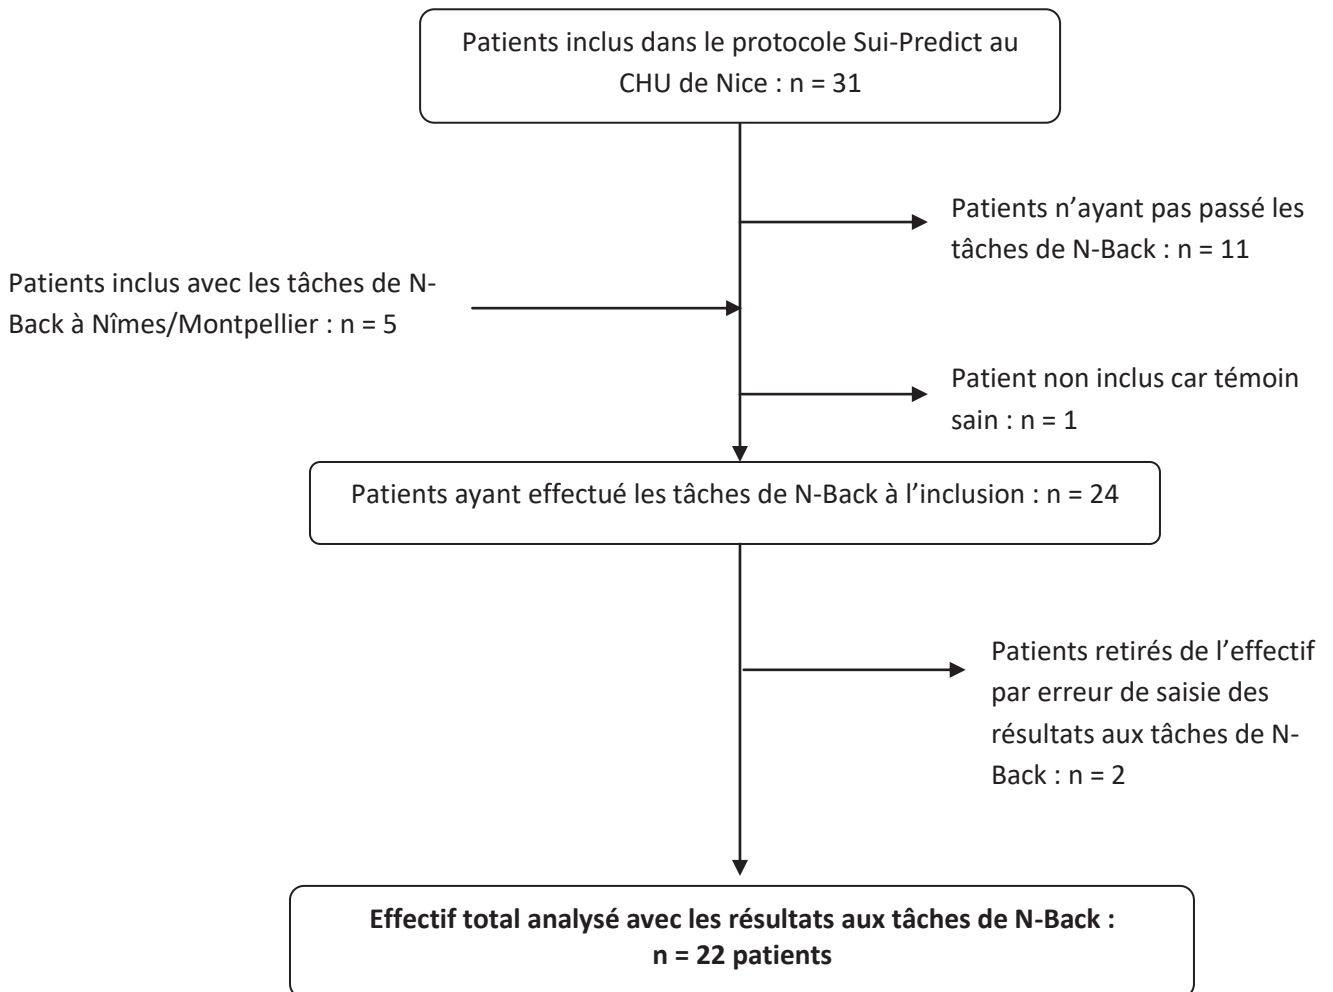 Patients inclus dans le protocole Sui-Predict au
CHU de Nice : n = 31
Patients n’ayant pas passé les
tâches de N-Back : n = 11
Patients inclus avec les tâches de N-
Back à Nîmes/Montpellier : n = 5
Patient non inclus car témoin
sain : n = 1
Patients ayant effectué les tâches de N-Back à l’inclusion : n = 24
Patients retirés de l’effectif
par erreur de saisie des
résultats aux tâches de N-
Back : n = 2
Effectif total analysé avec les résultats aux tâches de N-Back :
n = 22 patients